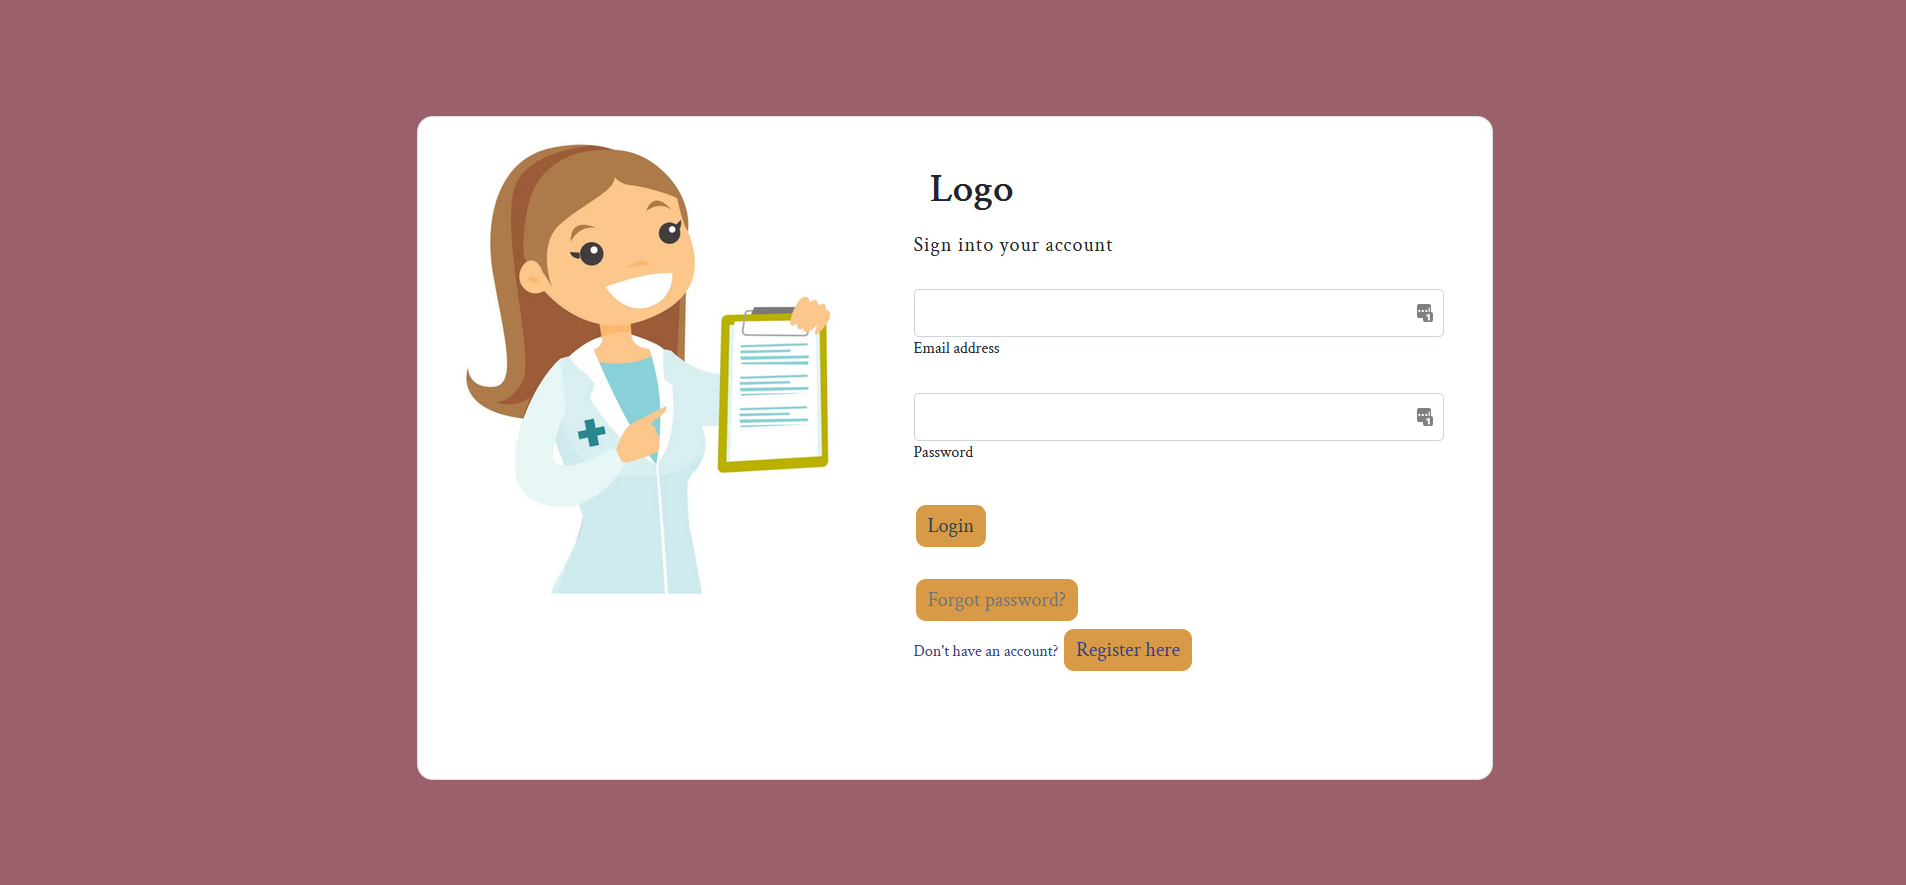 Logo
Sign into your account
Email address
Password
Login
Forgot password?
Don't have an account? Register here